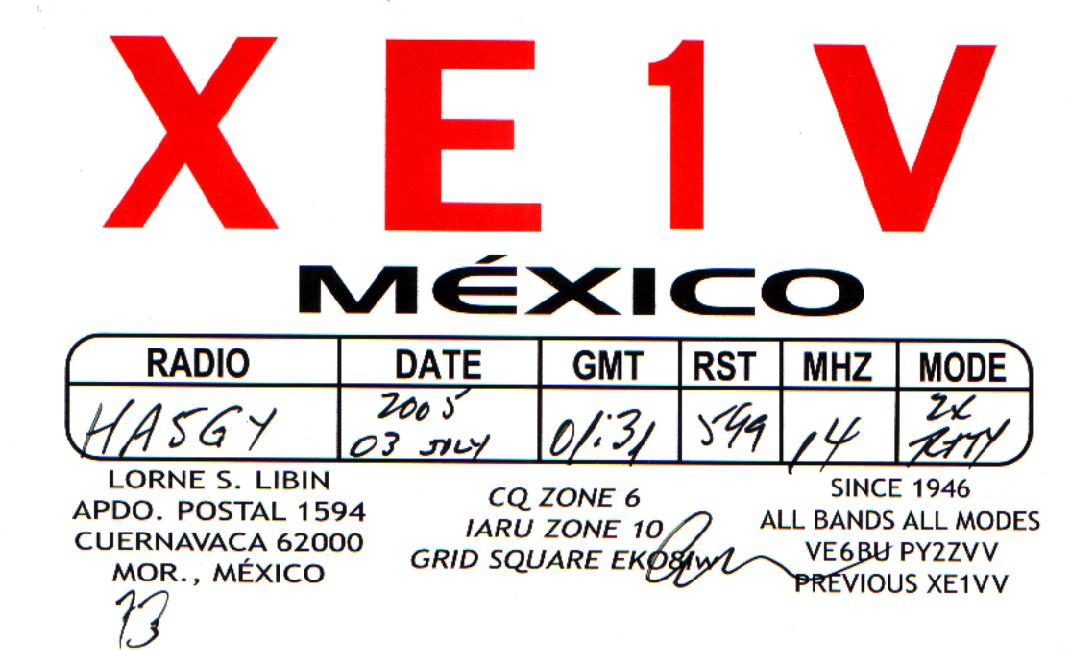 XE1V
MÉXICO
RADIO DATE GMT RST MHZ MODE
HA5GY 2005 03 JULY 01:31 599 14 2X RTTY
LORNE S. LIBIN
APDO. POSTAL 1594
CUERNAVACA 62000
MOR., MÉXICO
73
CQ ZONE 6
IARU ZONE 10
GRID SQUARE EK08
SINCE 1946
ALL BANDS ALL MODES
VE6BU PY2ZVV
PREVIOUS XE1VV